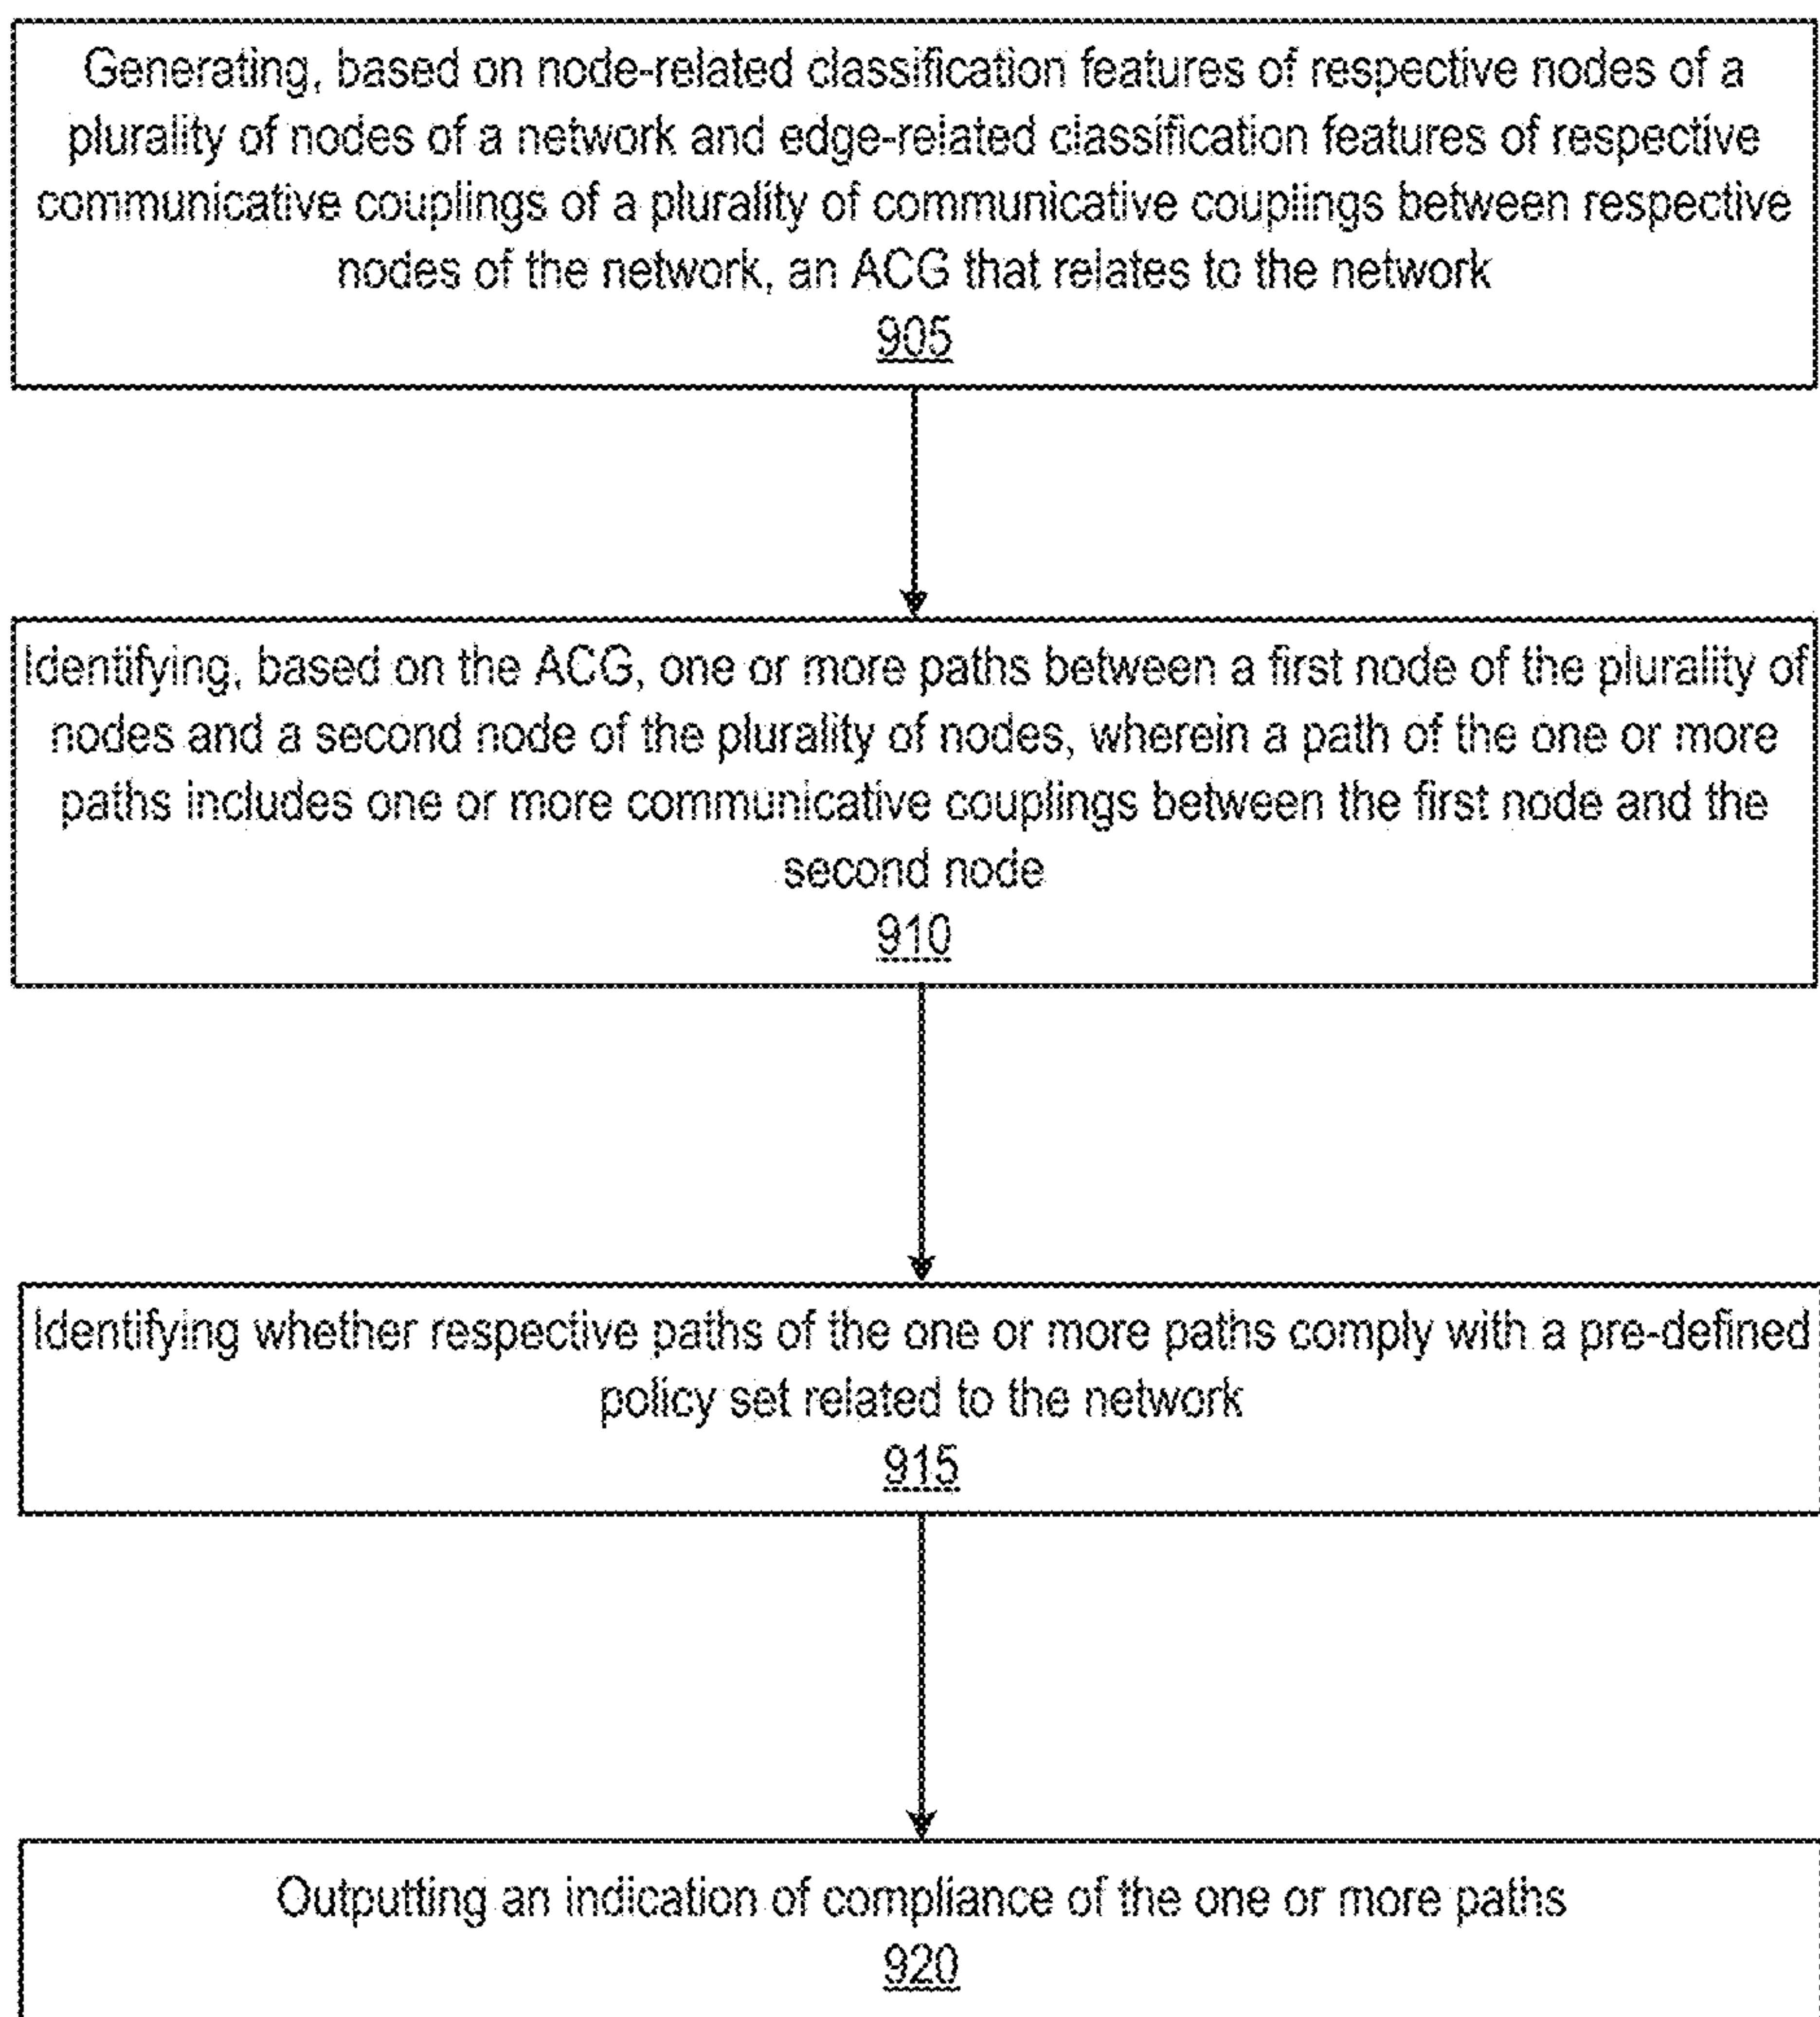 Generating, based on node-related classification features of respective nodes of a
plurality of nodes of a network and edge-related classification features of respective
communicative couplings of a plurality of communicative couplings between respective
nodes of the network, an ACG that relates to the network
905
Identifying, based on the ACG, one or more paths between a first node of the plurality of
nodes and a second node of the plurality of nodes, wherein a path of the one or more
paths includes one or more communicative couplings between the first node and the
second node
910
Identifying whether respective paths of the one or more paths comply with a pre-defined
policy set related to the network
915
Outputting an indication of compliance of the one or more paths
920